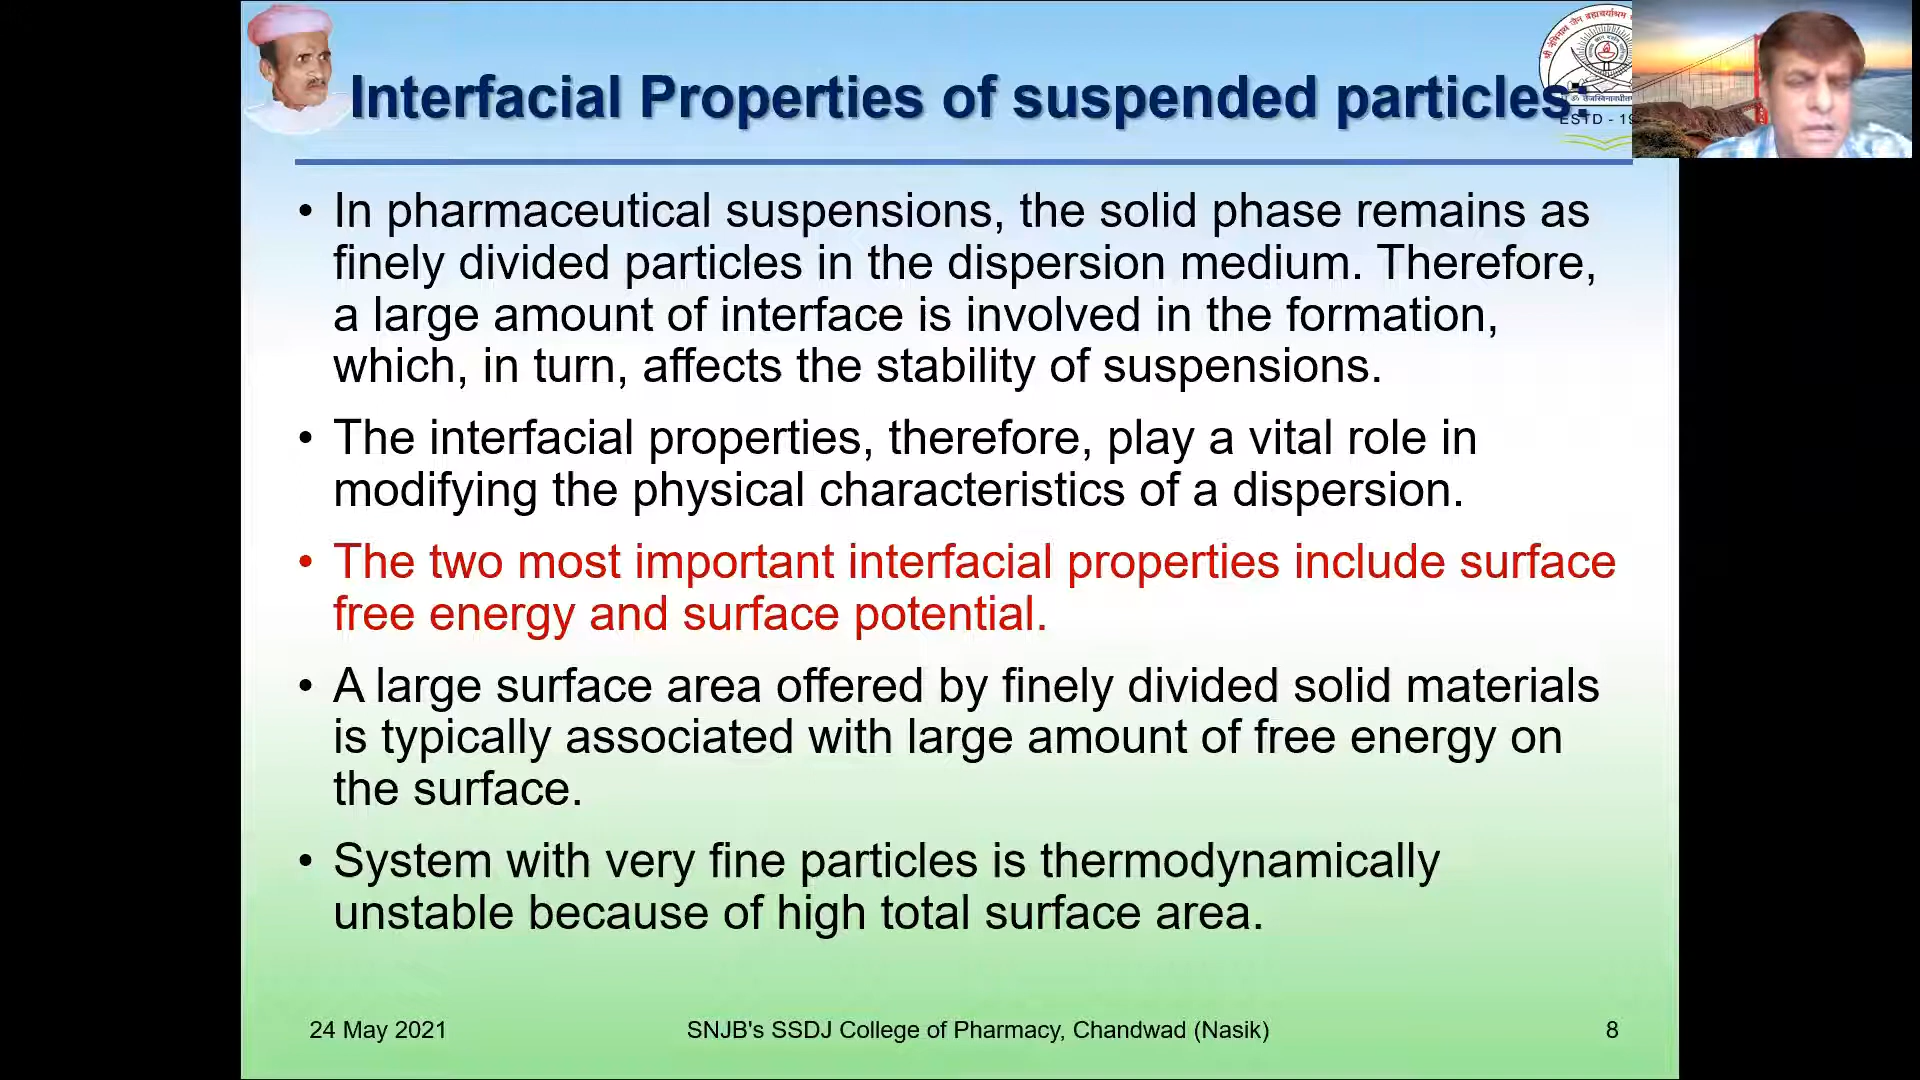 Interfacial Properties of suspended particles:
ESTD - 19
• In pharmaceutical suspensions, the solid phase remains as
finely divided particles in the dispersion medium. Therefore,
a large amount of interface is involved in the formation,
which, in turn, affects the stability of suspensions.
• The interfacial properties, therefore, play a vital role in
modifying the physical characteristics of a dispersion.
• The two most important interfacial properties include surface
free energy and surface potential.
• A large surface area offered by finely divided solid materials
is typically associated with large amount of free energy on
the surface.
• System with very fine particles is thermodynamically
unstable because of high total surface area.
24 May 2021
SNJB's SSDJ College of Pharmacy, Chandwad (Nasik)
8